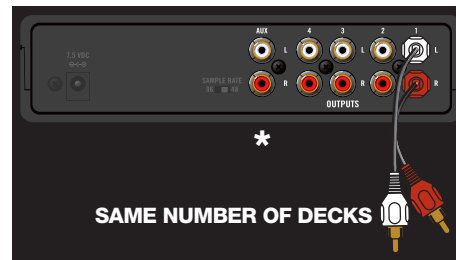 AUX 4 3 2 1
7.5 VDC
L L L
SAMPLE RATE
96 48
R R R
OUTPUTS
*
SAME NUMBER OF DECKS